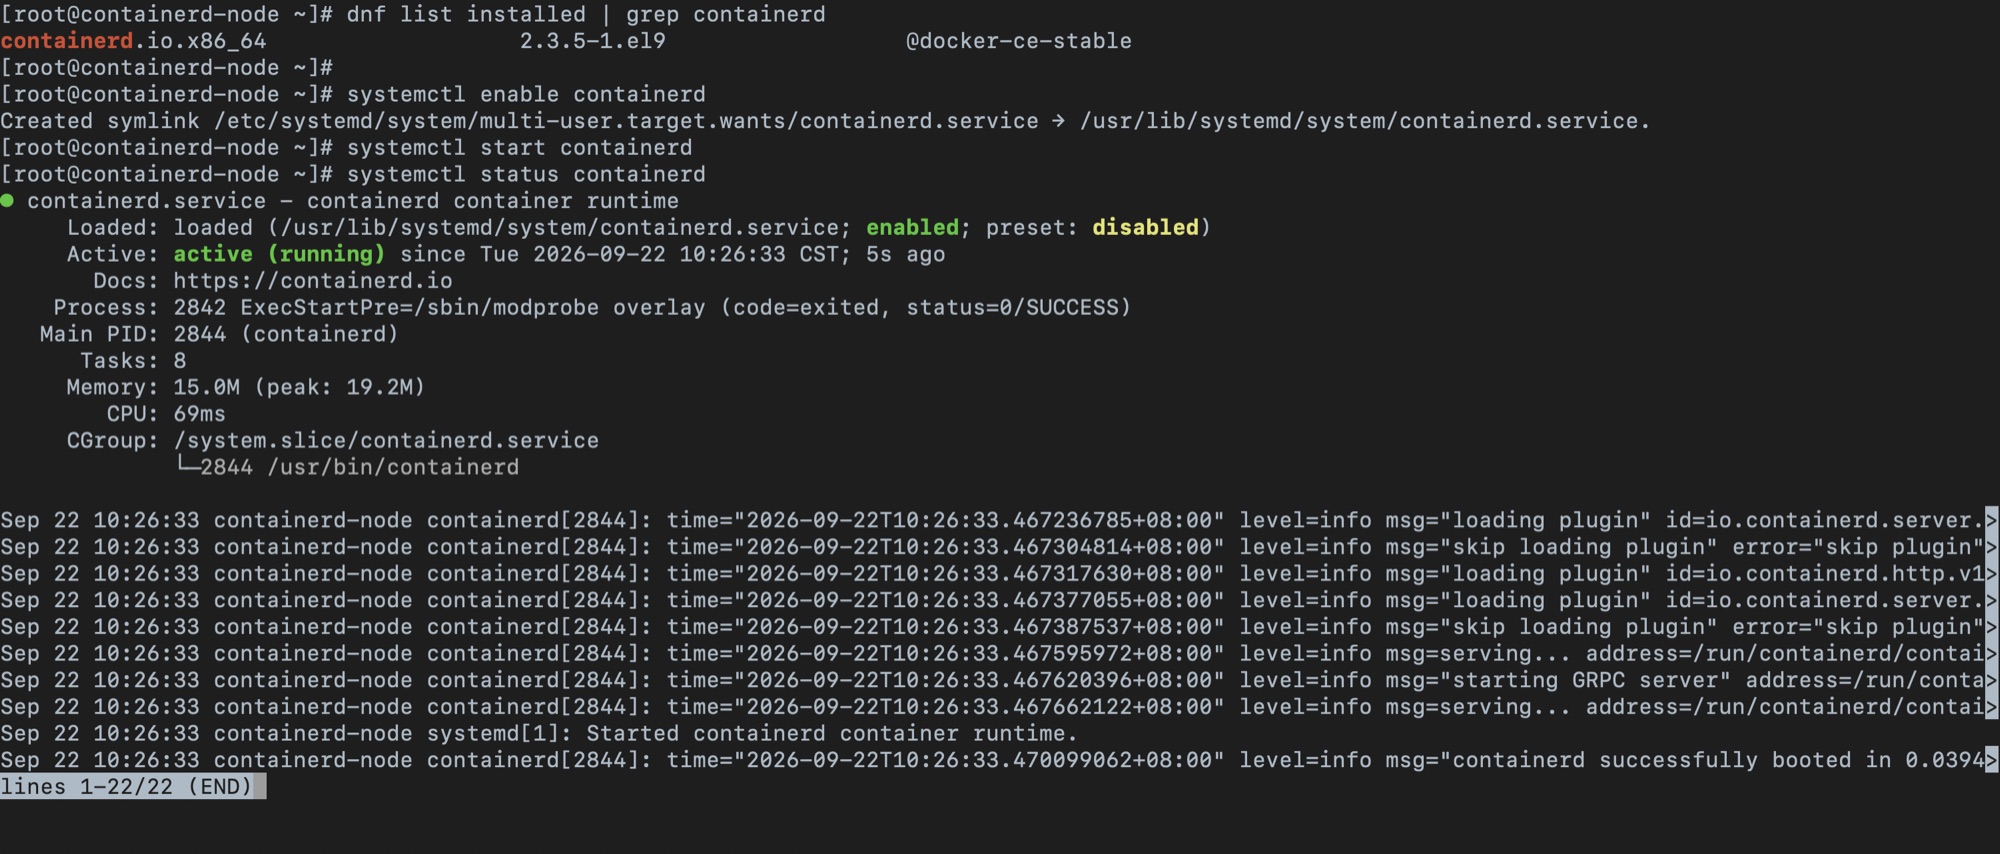 [root@containerd-node ~]# dnf list installed | grep containerd
containerd.io.x86_64                   2.3.5-1.el9                  @docker-ce-stable
[root@containerd-node ~]#
[root@containerd-node ~]# systemctl enable containerd
Created symlink /etc/systemd/system/multi-user.target.wants/containerd.service → /usr/lib/systemd/system/containerd.service.
[root@containerd-node ~]# systemctl start containerd
[root@containerd-node ~]# systemctl status containerd
● containerd.service - containerd container runtime
     Loaded: loaded (/usr/lib/systemd/system/containerd.service; enabled; preset: disabled)
     Active: active (running) since Tue 2026-09-22 10:26:33 CST; 5s ago
       Docs: https://containerd.io
    Process: 2842 ExecStartPre=/sbin/modprobe overlay (code=exited, status=0/SUCCESS)
   Main PID: 2844 (containerd)
      Tasks: 8
     Memory: 15.0M (peak: 19.2M)
        CPU: 69ms
     CGroup: /system.slice/containerd.service
             └─2844 /usr/bin/containerd

Sep 22 10:26:33 containerd-node containerd[2844]: time="2026-09-22T10:26:33.467236785+08:00" level=info msg="loading plugin" id=io.containerd.server.>
Sep 22 10:26:33 containerd-node containerd[2844]: time="2026-09-22T10:26:33.467304814+08:00" level=info msg="skip loading plugin" error="skip plugin">
Sep 22 10:26:33 containerd-node containerd[2844]: time="2026-09-22T10:26:33.467317630+08:00" level=info msg="loading plugin" id=io.containerd.http.v1>
Sep 22 10:26:33 containerd-node containerd[2844]: time="2026-09-22T10:26:33.467377055+08:00" level=info msg="loading plugin" id=io.containerd.server.>
Sep 22 10:26:33 containerd-node containerd[2844]: time="2026-09-22T10:26:33.467387537+08:00" level=info msg="skip loading plugin" error="skip plugin">
Sep 22 10:26:33 containerd-node containerd[2844]: time="2026-09-22T10:26:33.467595972+08:00" level=info msg=serving... address=/run/containerd/contai>
Sep 22 10:26:33 containerd-node containerd[2844]: time="2026-09-22T10:26:33.467620396+08:00" level=info msg="starting GRPC server" address=/run/conta>
Sep 22 10:26:33 containerd-node containerd[2844]: time="2026-09-22T10:26:33.467662122+08:00" level=info msg=serving... address=/run/containerd/contai>
Sep 22 10:26:33 containerd-node systemd[1]: Started containerd container runtime.
Sep 22 10:26:33 containerd-node containerd[2844]: time="2026-09-22T10:26:33.470099062+08:00" level=info msg="containerd successfully booted in 0.0394>
lines 1-22/22 (END)